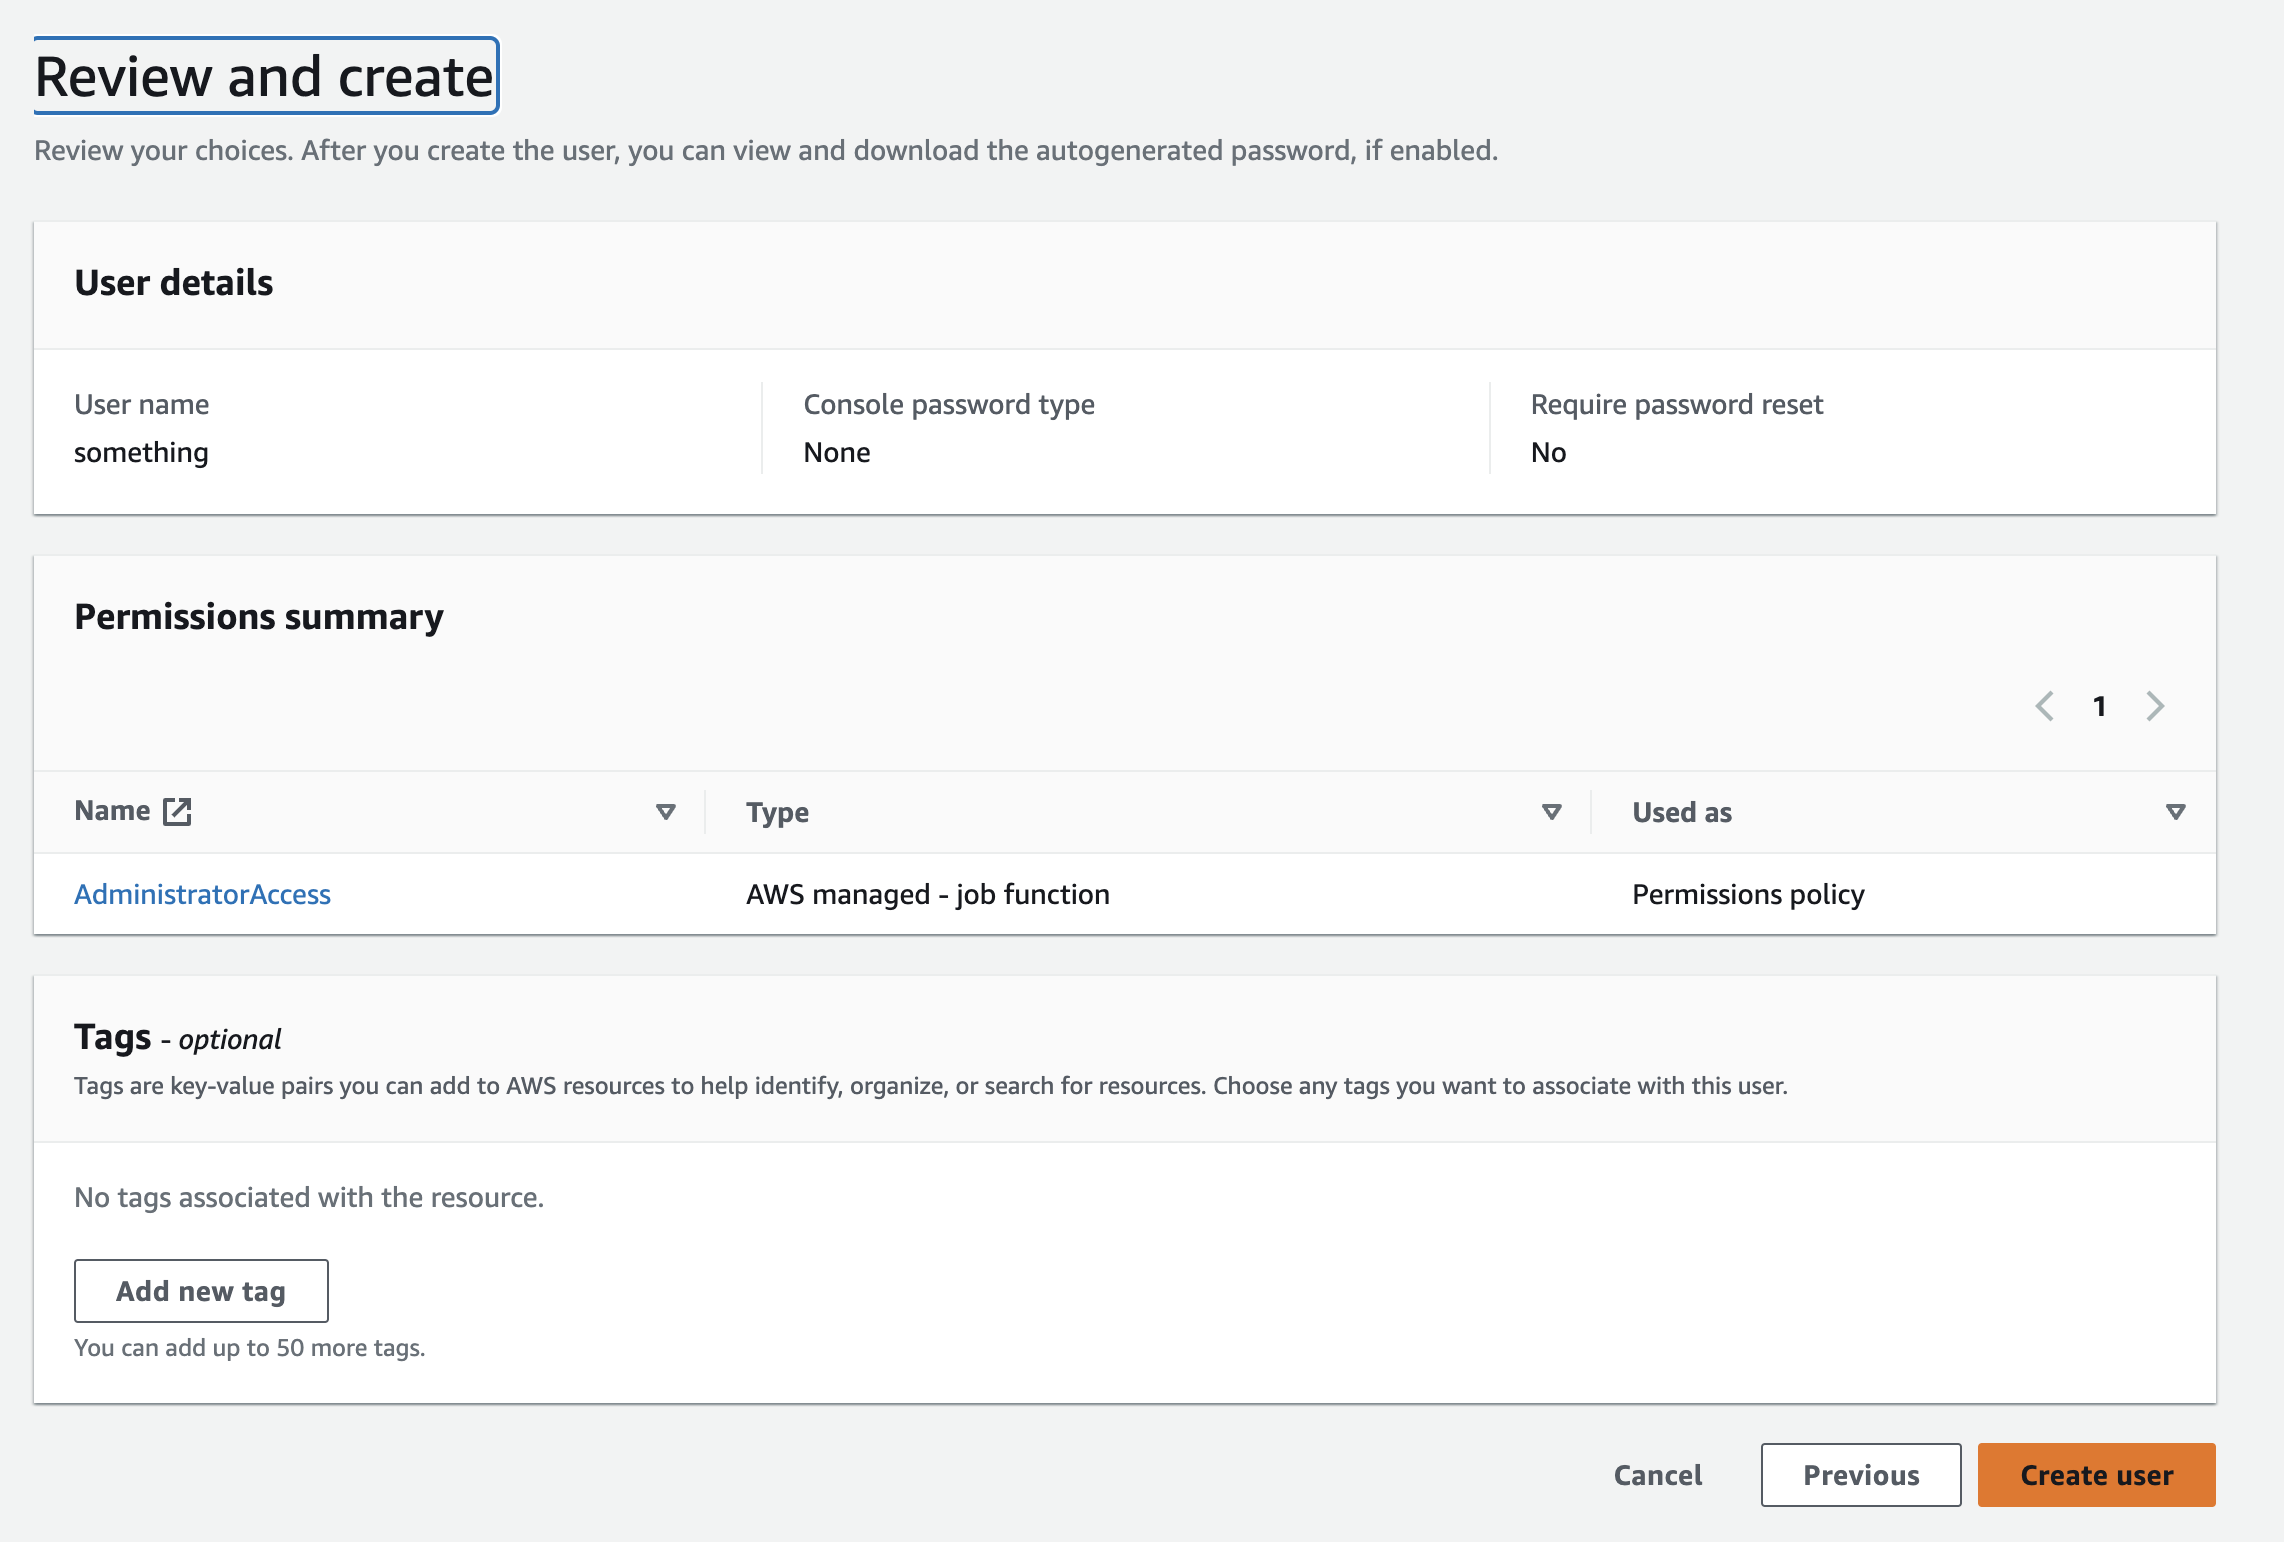 Review and create
Review your choices. After you create the user, you can view and download the autogenerated password, if enabled.
User details
User name
something
Console password type
None
Require password reset
No
Permissions summary
1
Name Type Used as
AdministratorAccess AWS managed - job function Permissions policy
Tags - optional
Tags are key-value pairs you can add to AWS resources to help identify, organize, or search for resources. Choose any tags you want to associate with this user.
No tags associated with the resource.
Add new tag
You can add up to 50 more tags.
Cancel Previous Create user